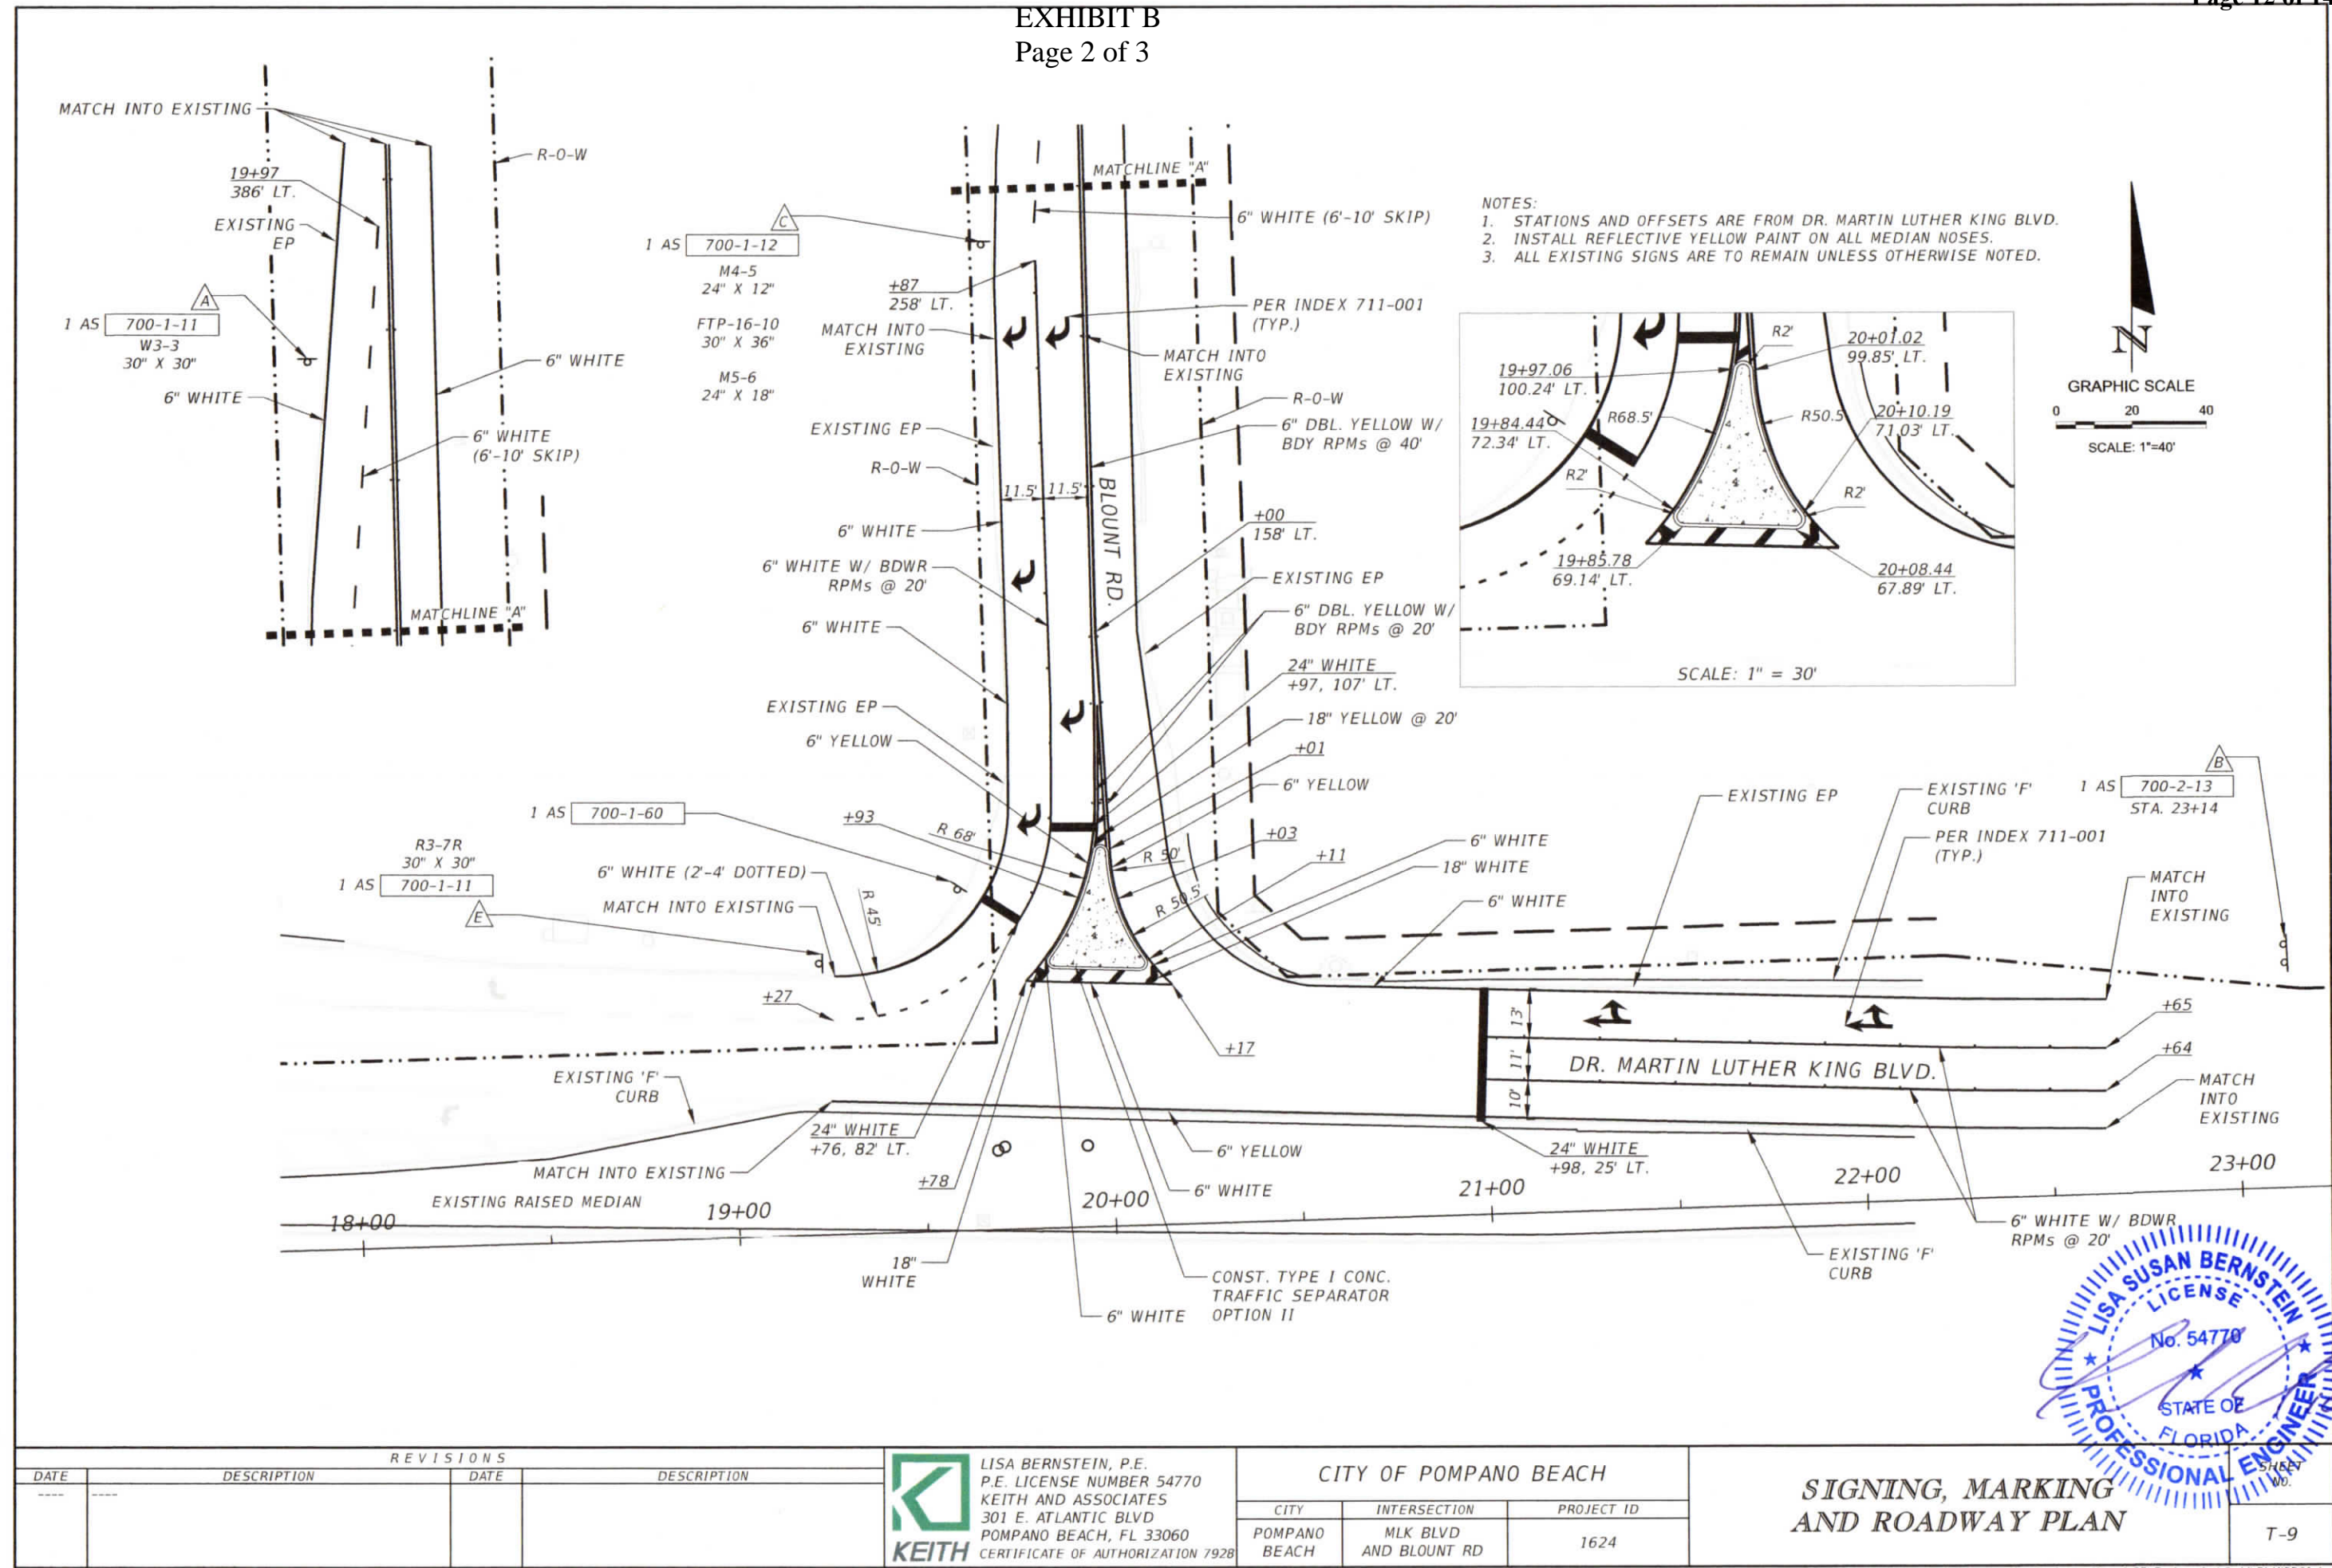 EXHIBIT B
Page 2 of 3
Page 12 of 14
MATCH INTO EXISTING
R-O-W
19+97
386' LT.
EXISTING
EP
A
1 AS 700-1-11
W3-3
30" X 30"
6" WHITE
6" WHITE
6" WHITE
(6'-10' SKIP)
MATCHLINE "A"
MATCHLINE "A"
C
1 AS 700-1-12
M4-5
24" X 12"
FTP-16-10
30" X 36"
M5-6
24" X 18"
6" WHITE (6'-10' SKIP)
+87
258' LT.
MATCH INTO
EXISTING
PER INDEX 711-001
(TYP.)
MATCH INTO
EXISTING
R-O-W
6" DBL. YELLOW W/
BDY RPMs @ 40'
EXISTING EP
R-O-W
11.5' 11.5'
BLOUNT RD.
6" WHITE
+00
158' LT.
6" WHITE W/ BDWR
RPMs @ 20'
EXISTING EP
6" WHITE
6" DBL. YELLOW W/
BDY RPMs @ 20'
24" WHITE
+97, 107' LT.
EXISTING EP
18" YELLOW @ 20'
6" YELLOW
+01
6" YELLOW
NOTES:
1. STATIONS AND OFFSETS ARE FROM DR. MARTIN LUTHER KING BLVD.
2. INSTALL REFLECTIVE YELLOW PAINT ON ALL MEDIAN NOSES.
3. ALL EXISTING SIGNS ARE TO REMAIN UNLESS OTHERWISE NOTED.
N
GRAPHIC SCALE
0 20 40
SCALE: 1"=40'
R2'
20+01.02
99.85' LT.
19+97.06
100.24' LT.
R68.5'
R50.5'
20+10.19
71.03' LT.
19+84.44
72.34' LT.
R2'
R2'
19+85.78
69.14' LT.
20+08.44
67.89' LT.
SCALE: 1" = 30'
1 AS 700-1-60
+93
R 68'
R 50'
+03
+11
R3-7R
30" X 30"
1 AS 700-1-11
E
6" WHITE (2'-4' DOTTED)
MATCH INTO EXISTING
R 45'
R 50.5'
6" WHITE
18" WHITE
6" WHITE
EXISTING EP
EXISTING 'F'
CURB
PER INDEX 711-001
(TYP.)
B
1 AS 700-2-13
STA. 23+14
MATCH
INTO
EXISTING
+27
+17
13'
11'
10'
DR. MARTIN LUTHER KING BLVD.
+65
+64
MATCH
INTO
EXISTING
EXISTING 'F'
CURB
24" WHITE
+76, 82' LT.
MATCH INTO EXISTING
EXISTING RAISED MEDIAN
+78
6" YELLOW
6" WHITE
24" WHITE
+98, 25' LT.
18+00
19+00
20+00
21+00
22+00
23+00
18"
WHITE
6" WHITE
CONST. TYPE I CONC.
TRAFFIC SEPARATOR
OPTION II
EXISTING 'F'
CURB
6" WHITE W/ BDWR
RPMs @ 20'
LISA SUSAN BERNSTEIN
LICENSE
No. 54770
STATE OF
FLORIDA
PROFESSIONAL ENGINEER
REVISIONS
DATE DESCRIPTION DATE DESCRIPTION
---- ----
KEITH
LISA BERNSTEIN, P.E.
P.E. LICENSE NUMBER 54770
KEITH AND ASSOCIATES
301 E. ATLANTIC BLVD
POMPANO BEACH, FL 33060
CERTIFICATE OF AUTHORIZATION 7928
CITY OF POMPANO BEACH
CITY INTERSECTION PROJECT ID
POMPANO
BEACH
MLK BLVD
AND BLOUNT RD
1624
SIGNING, MARKING
AND ROADWAY PLAN
SHEET
NO.
T-9